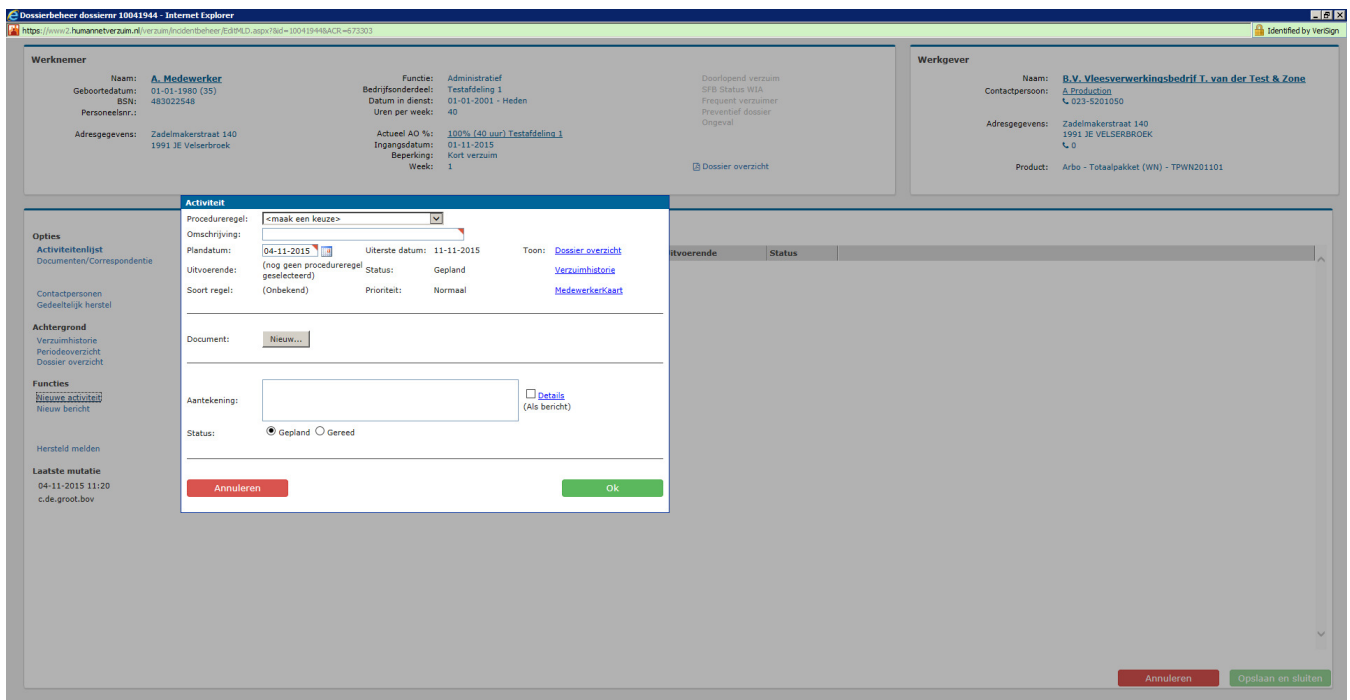 Dossierbeheer dossiernr 10041944 - Internet Explorer
https://www2.humannetverzuim.nl/verzum/incidentbeheer/EditMLD.aspx?&id=10041944&ACR=673303
Identified by VeriSign
Werknemer
Naam: A. Medewerker
Geboortedatum: 01-01-1980 (35)
BSN: 483022548
Personeelsnr.:
Adresgegevens: Zadelmakerstraat 140
1991 JE Velserbroek
Functie: Administratief
Bedrijfsonderdeel: Testafdeling 1
Datum in dienst: 01-01-2001 - Heden
Uren per week: 40
Actueel AO %: 100% (40 uur) Testafdeling 1
Ingangsdatum: 01-11-2015
Beperking: Kort verzuim
Week: 1
Doorlopend verzuim
SFB Status WIA
Frequent verzuimer
Preventief dossier
Ongeval
Dossier overzicht
Werkgever
Naam: B.V. Vleesverwerkingsbedrijf T. van der Test & Zone
Contactpersoon: A Production
023-5201050
Adresgegevens: Zadelmakerstraat 140
1991 JE VELSERBROEK
0
Product: Arbo - Totaalpakket (WN) - TPWN201101
Opties
Activiteitenlijst
Documenten/Correspondentie
Contactpersonen
Gedeeltelijk herstel
Achtergrond
Verzuimhistorie
Periodeoverzicht
Dossier overzicht
Functies
Nieuwe activiteit
Nieuw bericht
Hersteld melden
Laatste mutatie
04-11-2015 11:20
c.de.groot.bov
Activiteit
Procedureregel: <maak een keuze>
Omschrijving:
Plandatum: 04-11-2015 Uiterste datum: 11-11-2015 Toon: Dossier overzicht
Uitvoerende: (nog geen procedureregel geselecteerd) Status: Gepland Verzuimhistorie
Soort regel: (Onbekend) Prioriteit: Normaal MedewerkerKaart
Document: Nieuw...
Aantekening: Details
(Als bericht)
Status: Gepland Gereed
Annuleren Ok
itvoerende Status
Annuleren Opslaan en sluiten